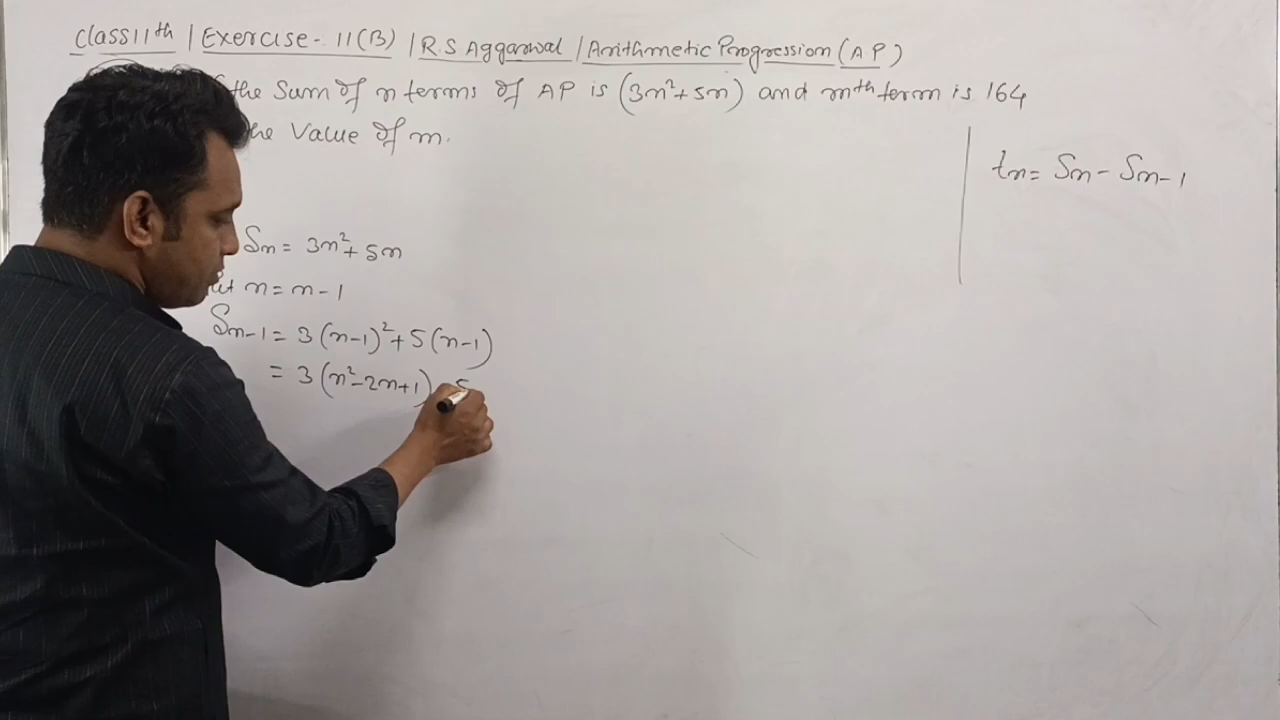 Class 11th | Exercise - 11(B) | R.S Aggarwal | Arithmetic Progression (AP)
the Sum of n terms of AP is (3n²+5n) and mth term is 164
Value of m.
tn = Sn - Sn-1
Sn = 3n²+5n
n = n-1
Sn-1 = 3(n-1)²+5(n-1)
= 3(n²-2n+1)